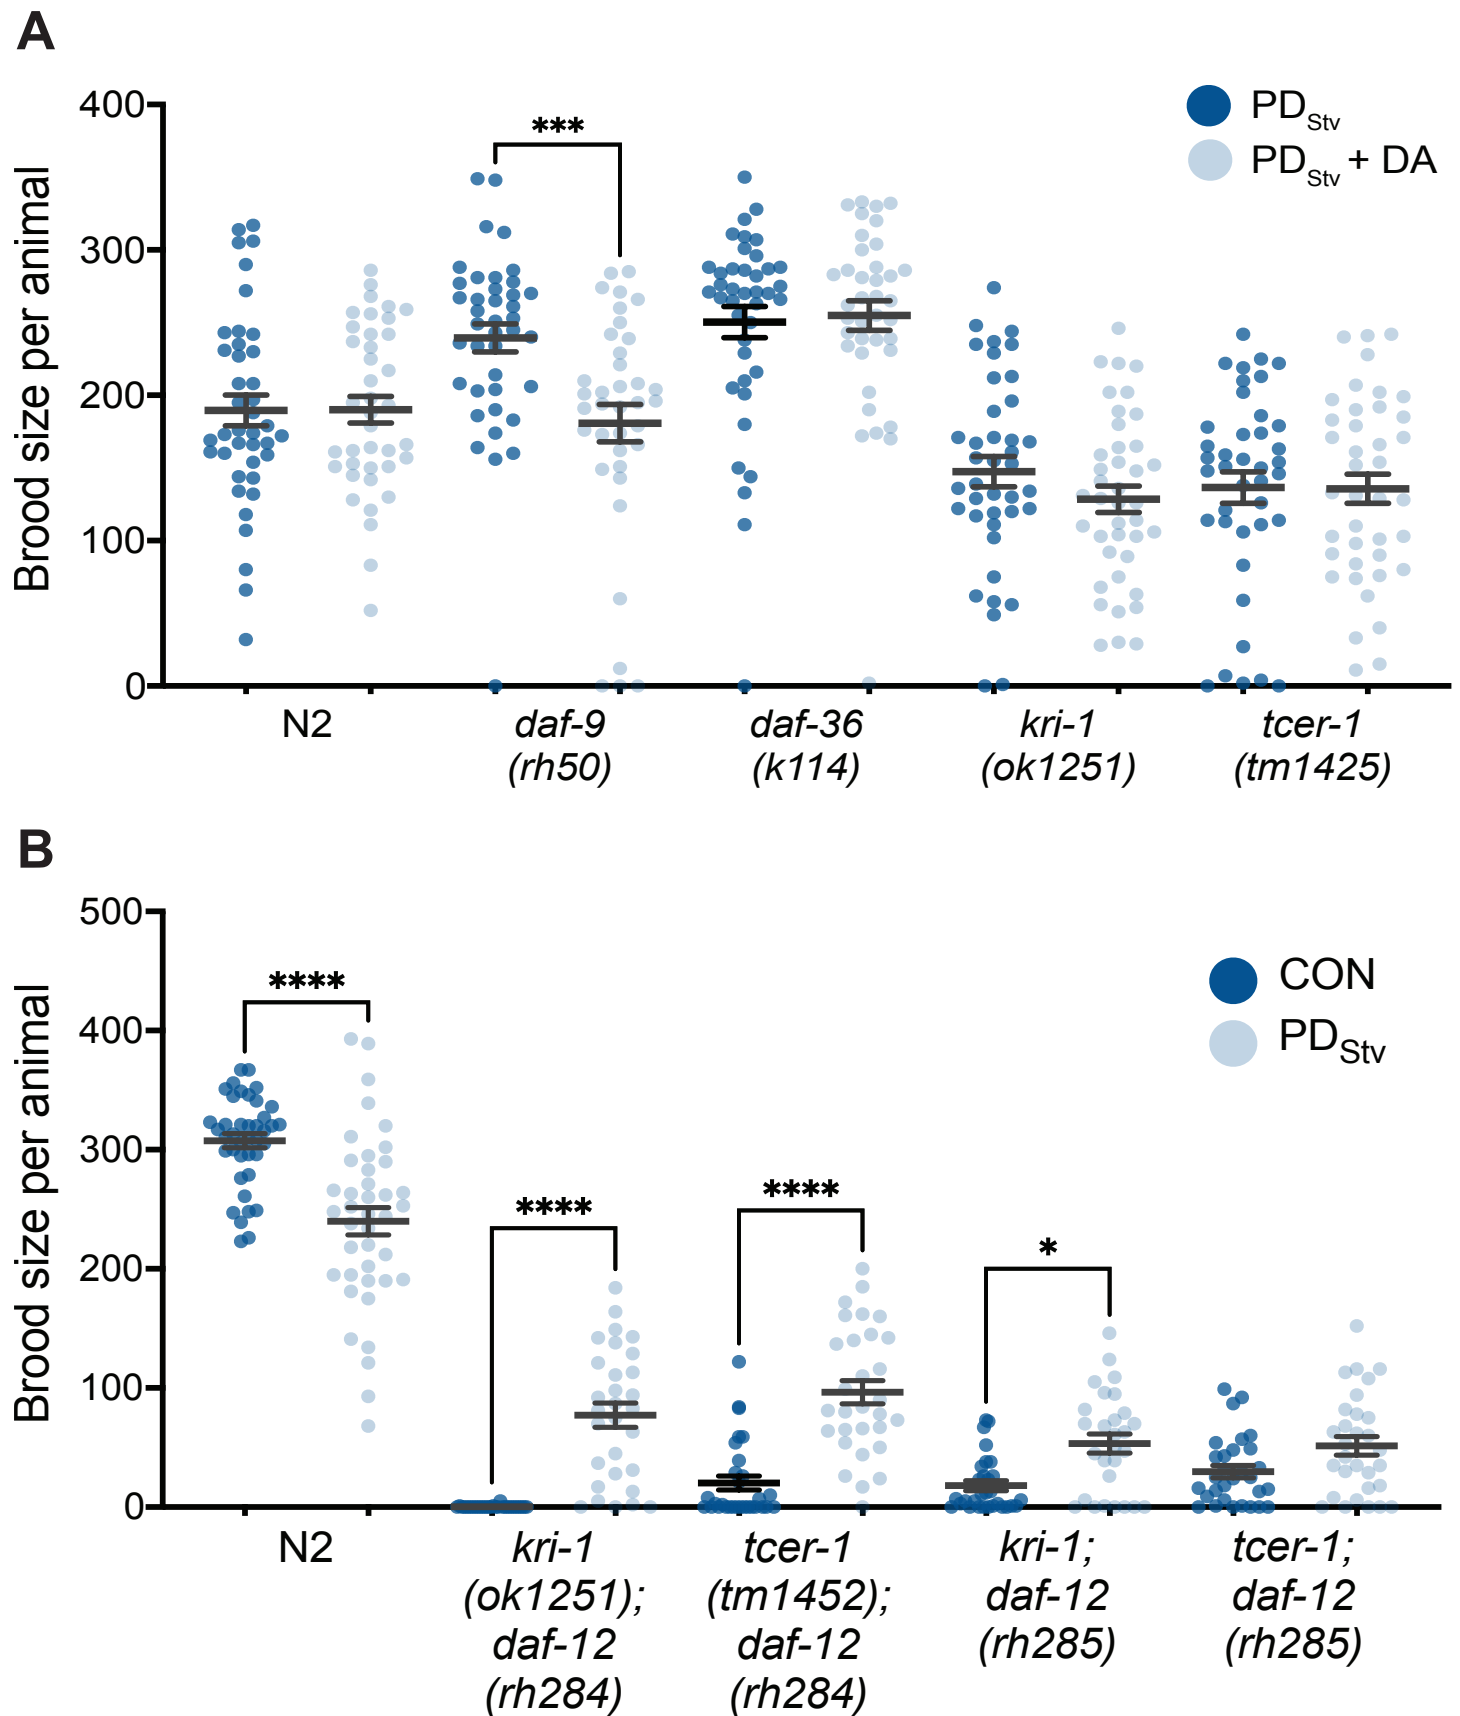 A
400
300
200
100
0
Brood size per animal
PDStv
PDStv + DA
***
N2
daf-9
(rh50)
daf-36
(k114)
kri-1
(ok1251)
tcer-1
(tm1425)
B
500
400
300
200
100
0
Brood size per animal
CON
PDStv
****
****
****
*
N2
kri-1
(ok1251);
daf-12
(rh284)
tcer-1
(tm1452);
daf-12
(rh284)
kri-1;
daf-12
(rh285)
tcer-1;
daf-12
(rh285)